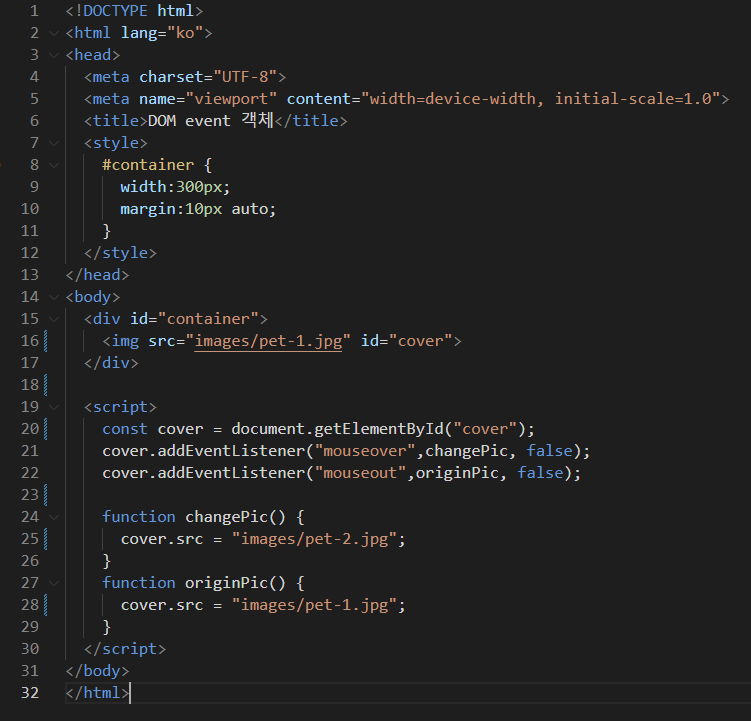 1 <!DOCTYPE html>
2 <html lang="ko">
3 <head>
4 <meta charset="UTF-8">
5 <meta name="viewport" content="width=device-width, initial-scale=1.0">
6 <title>DOM event 객체</title>
7 <style>
8 #container {
9 width:300px;
10 margin:10px auto;
11 }
12 </style>
13 </head>
14 <body>
15 <div id="container">
16 <img src="images/pet-1.jpg" id="cover">
17 </div>
18
19 <script>
20 const cover = document.getElementById("cover");
21 cover.addEventListener("mouseover",changePic, false);
22 cover.addEventListener("mouseout",originPic, false);
23
24 function changePic() {
25 cover.src = "images/pet-2.jpg";
26 }
27 function originPic() {
28 cover.src = "images/pet-1.jpg";
29 }
30 </script>
31 </body>
32 </html>